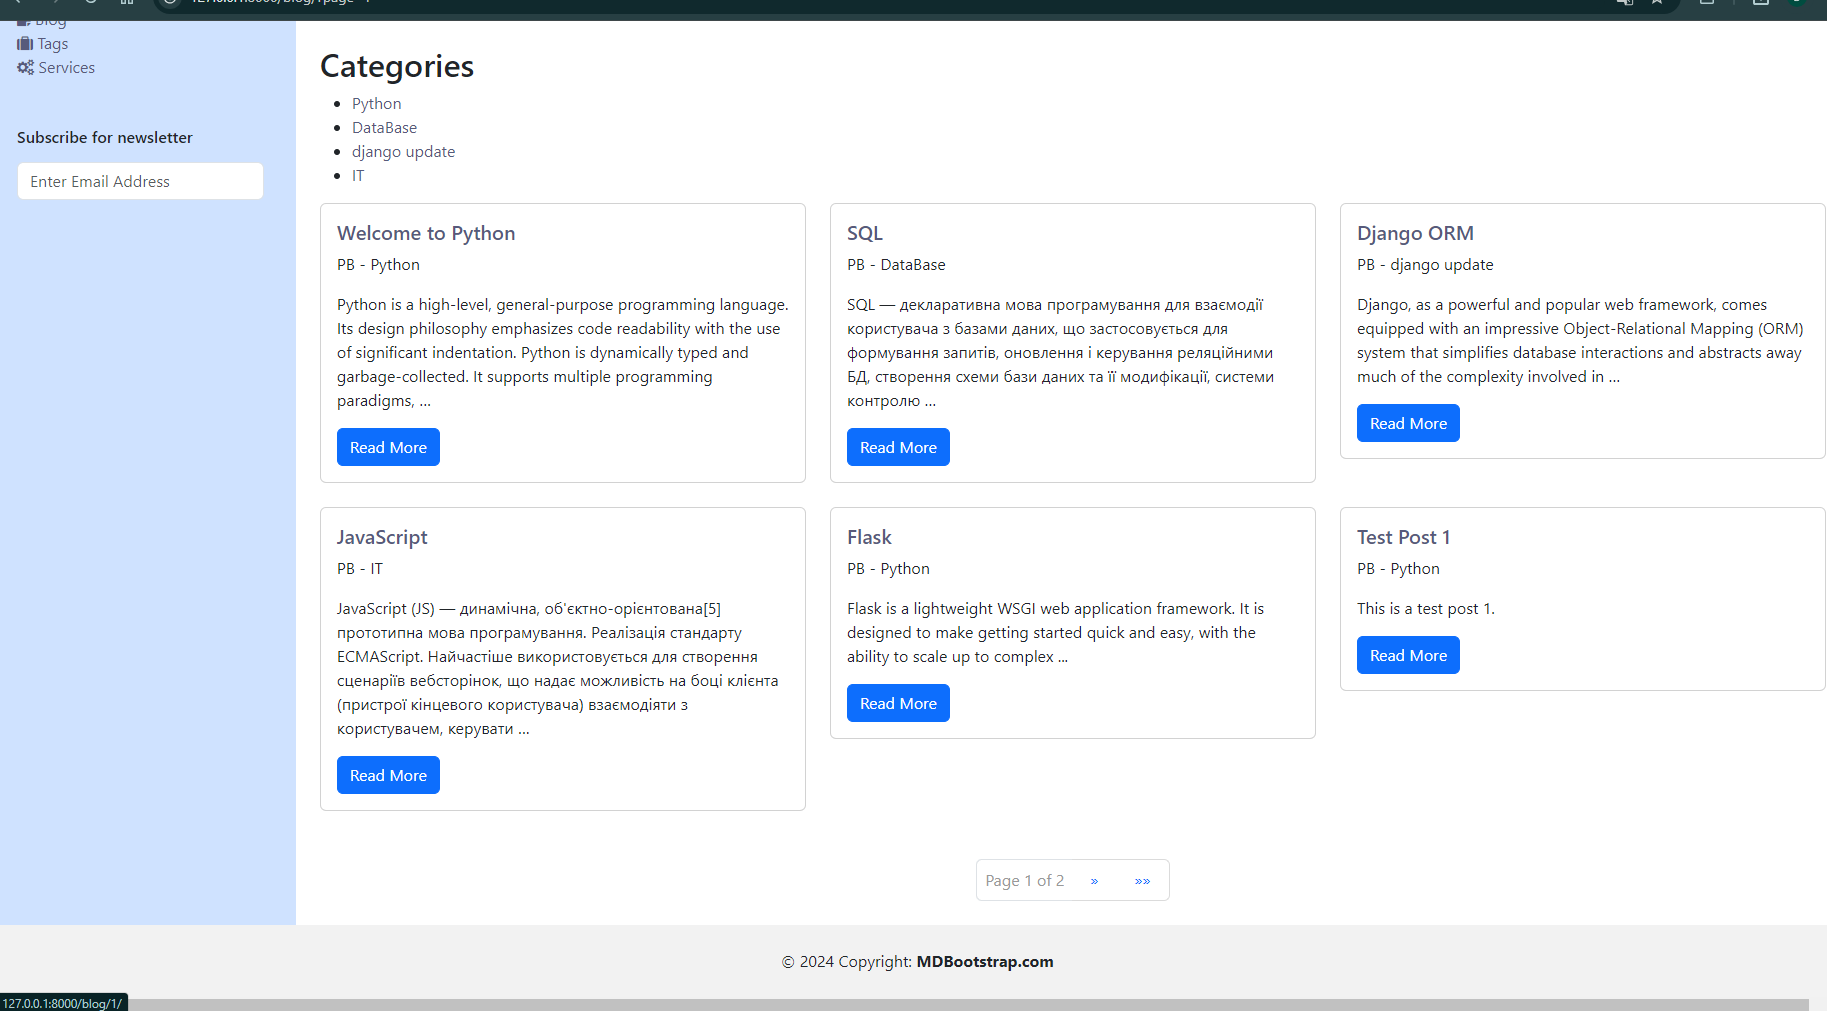 Blog
Tags
Services
Subscribe for newsletter
Enter Email Address
Categories
Python
DataBase
django update
IT
Welcome to Python
PB - Python
Python is a high-level, general-purpose programming language.
Its design philosophy emphasizes code readability with the use
of significant indentation. Python is dynamically typed and
garbage-collected. It supports multiple programming
paradigms, ...
Read More
SQL
PB - DataBase
SQL — декларативна мова програмування для взаємодії
користувача з базами даних, що застосовується для
формування запитів, оновлення і керування реляційними
БД, створення схеми бази даних та її модифікації, системи
контролю ...
Read More
Django ORM
PB - django update
Django, as a powerful and popular web framework, comes
equipped with an impressive Object-Relational Mapping (ORM)
system that simplifies database interactions and abstracts away
much of the complexity involved in ...
Read More
JavaScript
PB - IT
JavaScript (JS) — динамічна, об'єктно-орієнтована[5]
прототипна мова програмування. Реалізація стандарту
ECMAScript. Найчастіше використовується для створення
сценаріїв вебсторінок, що надає можливість на боці клієнта
(пристрої кінцевого користувача) взаємодіяти з
користувачем, керувати ...
Read More
Flask
PB - Python
Flask is a lightweight WSGI web application framework. It is
designed to make getting started quick and easy, with the
ability to scale up to complex ...
Read More
Test Post 1
PB - Python
This is a test post 1.
Read More
Page 1 of 2 » »»
© 2024 Copyright: MDBootstrap.com
127.0.0.1:8000/blog/1/